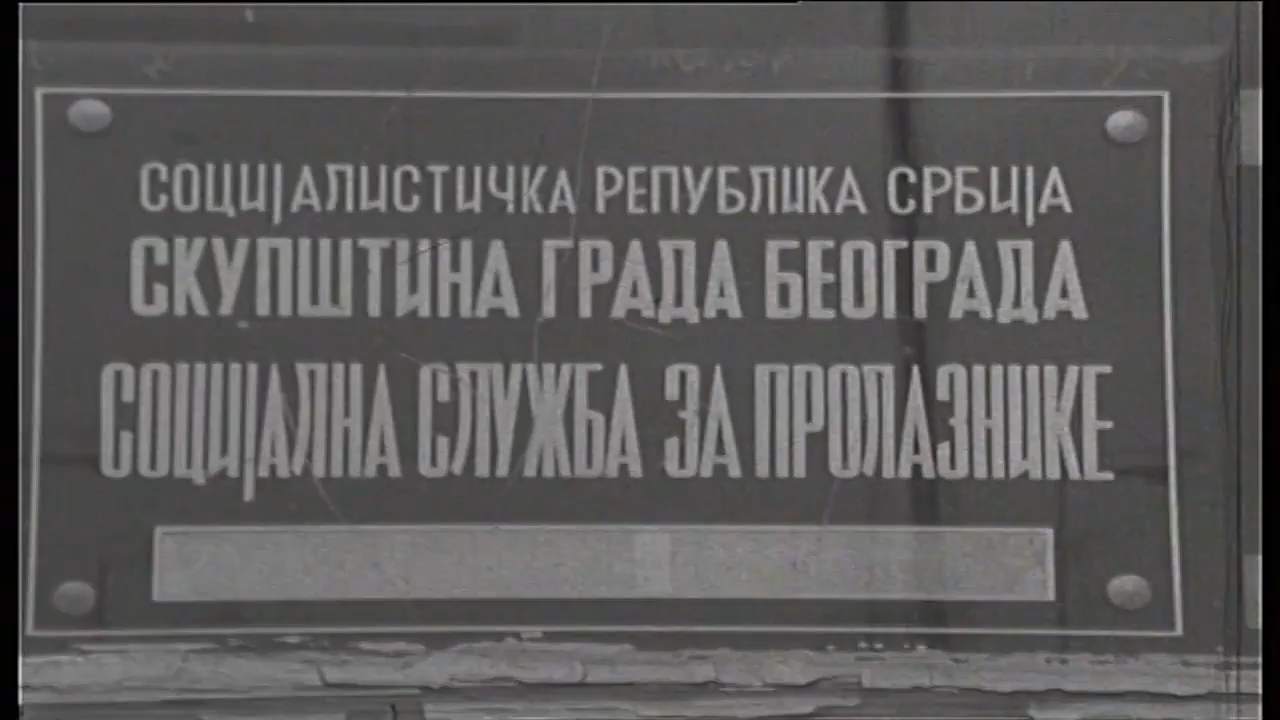 СОЦИЈАЛИСТИЧКА РЕПУБЛИКА СРБИЈА
СКУПШТИНА ГРАДА БЕОГРАДА
СОЦИЈАЛНА СЛУЖБА ЗА ПРОЛАЗНИКЕ